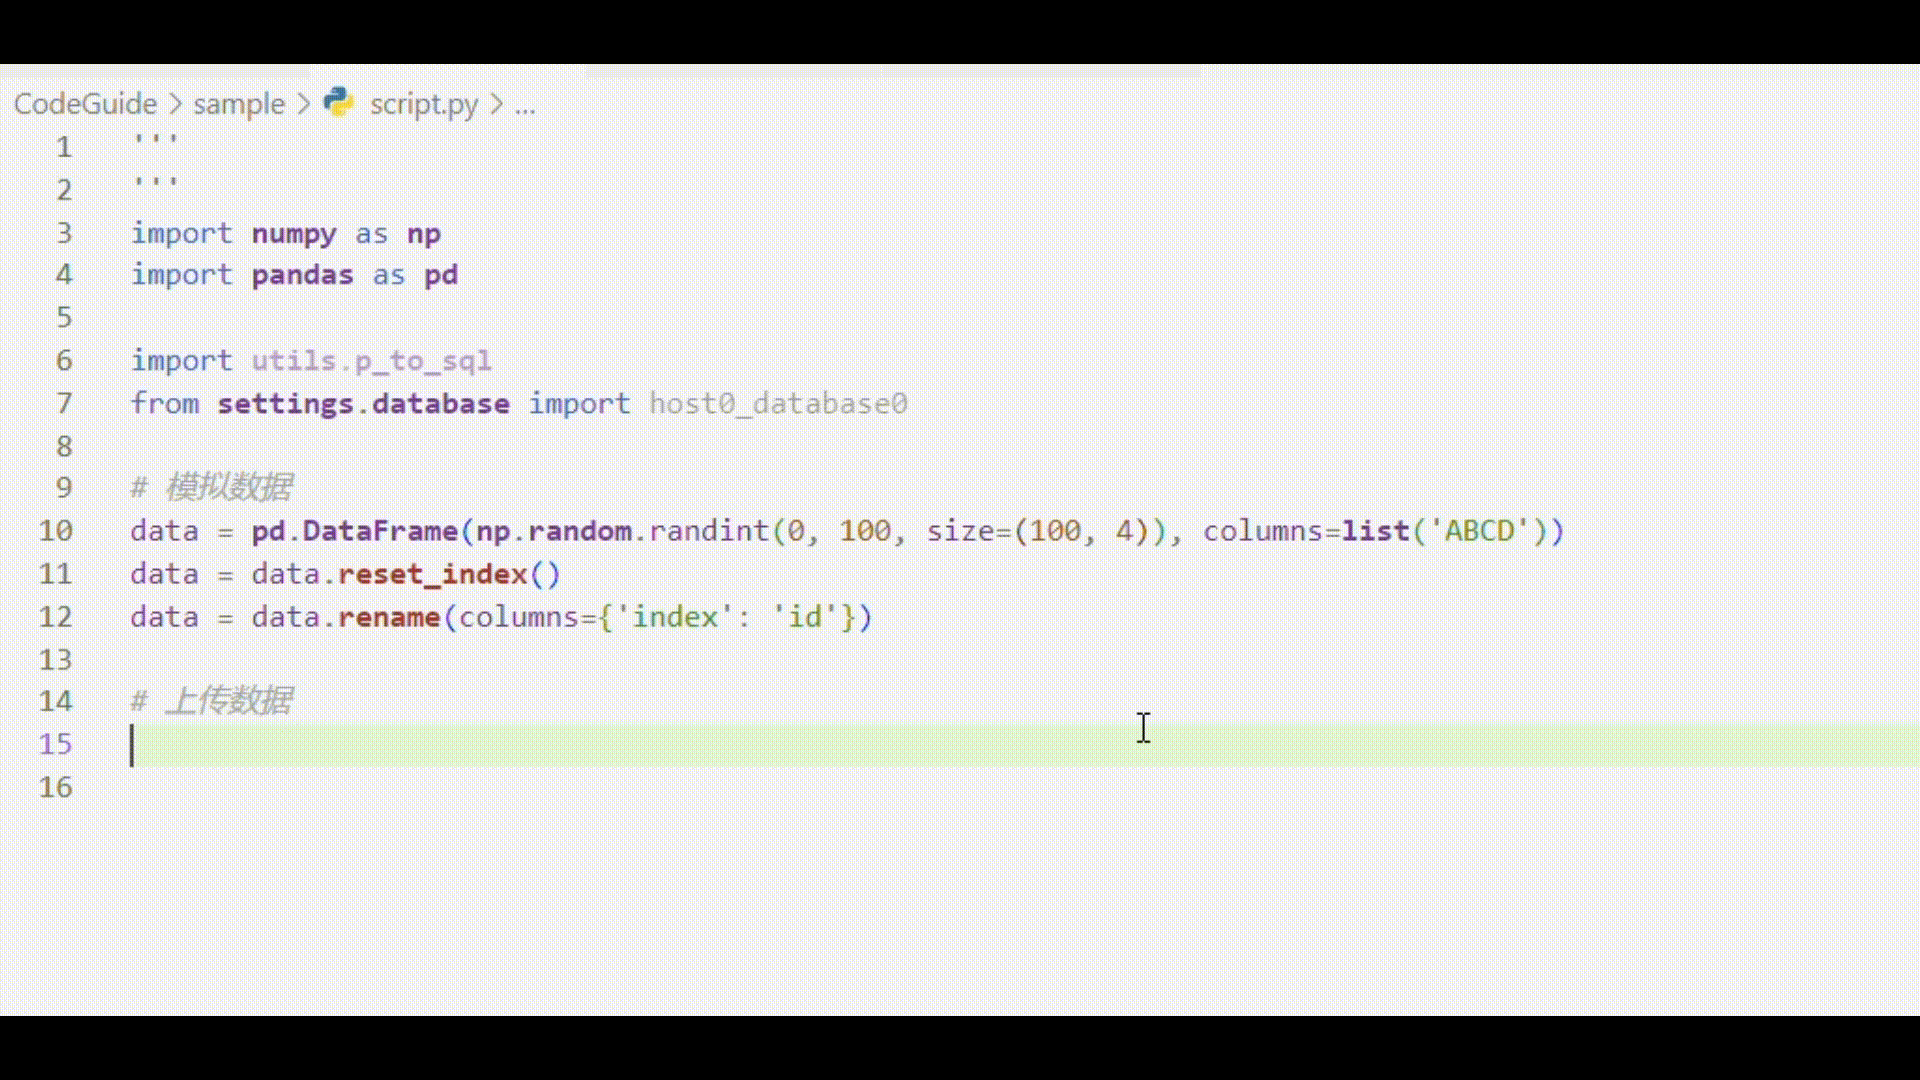 CodeGuide > sample > script.py > ...
1 '''
2 '''
3 import numpy as np
4 import pandas as pd
5
6 import utils.p_to_sql
7 from settings.database import host0_database0
8
9 # 模拟数据
10 data = pd.DataFrame(np.random.randint(0, 100, size=(100, 4)), columns=list('ABCD'))
11 data = data.reset_index()
12 data = data.rename(columns={'index': 'id'})
13
14 # 上传数据
15
16